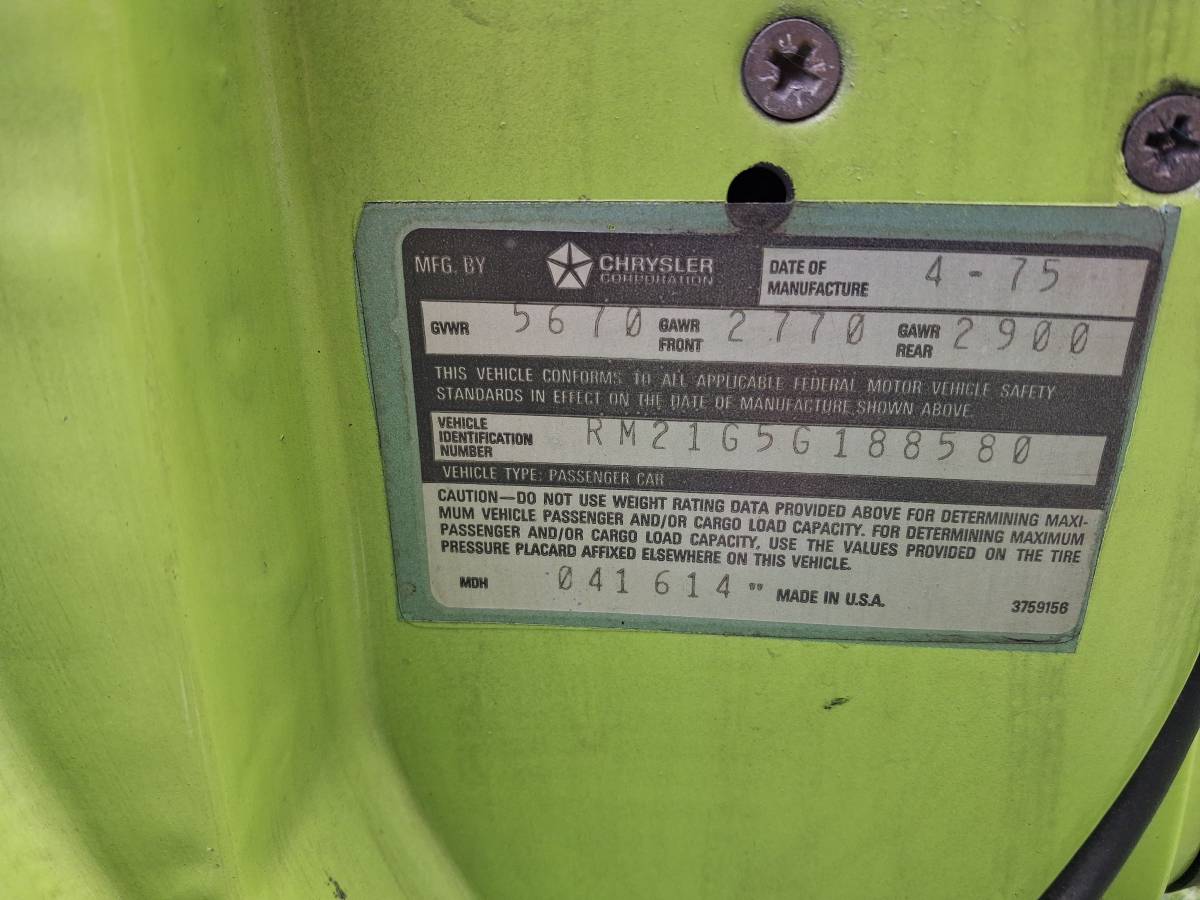 MFG. BY CHRYSLER CORPORATION DATE OF MANUFACTURE 4-75
GVWR 5670 GAWR FRONT 2770 GAWR REAR 2900
THIS VEHICLE CONFORMS TO ALL APPLICABLE FEDERAL MOTOR VEHICLE SAFETY
STANDARDS IN EFFECT ON THE DATE OF MANUFACTURE SHOWN ABOVE.
VEHICLE IDENTIFICATION NUMBER RM21G5G188580
VEHICLE TYPE: PASSENGER CAR
CAUTION—DO NOT USE WEIGHT RATING DATA PROVIDED ABOVE FOR DETERMINING MAXI-
MUM VEHICLE PASSENGER AND/OR CARGO LOAD CAPACITY. FOR DETERMINING MAXIMUM
PASSENGER AND/OR CARGO LOAD CAPACITY, USE THE VALUES PROVIDED ON THE TIRE
PRESSURE PLACARD AFFIXED ELSEWHERE ON THIS VEHICLE.
MDH 041614 "" MADE IN U.S.A. 3759156